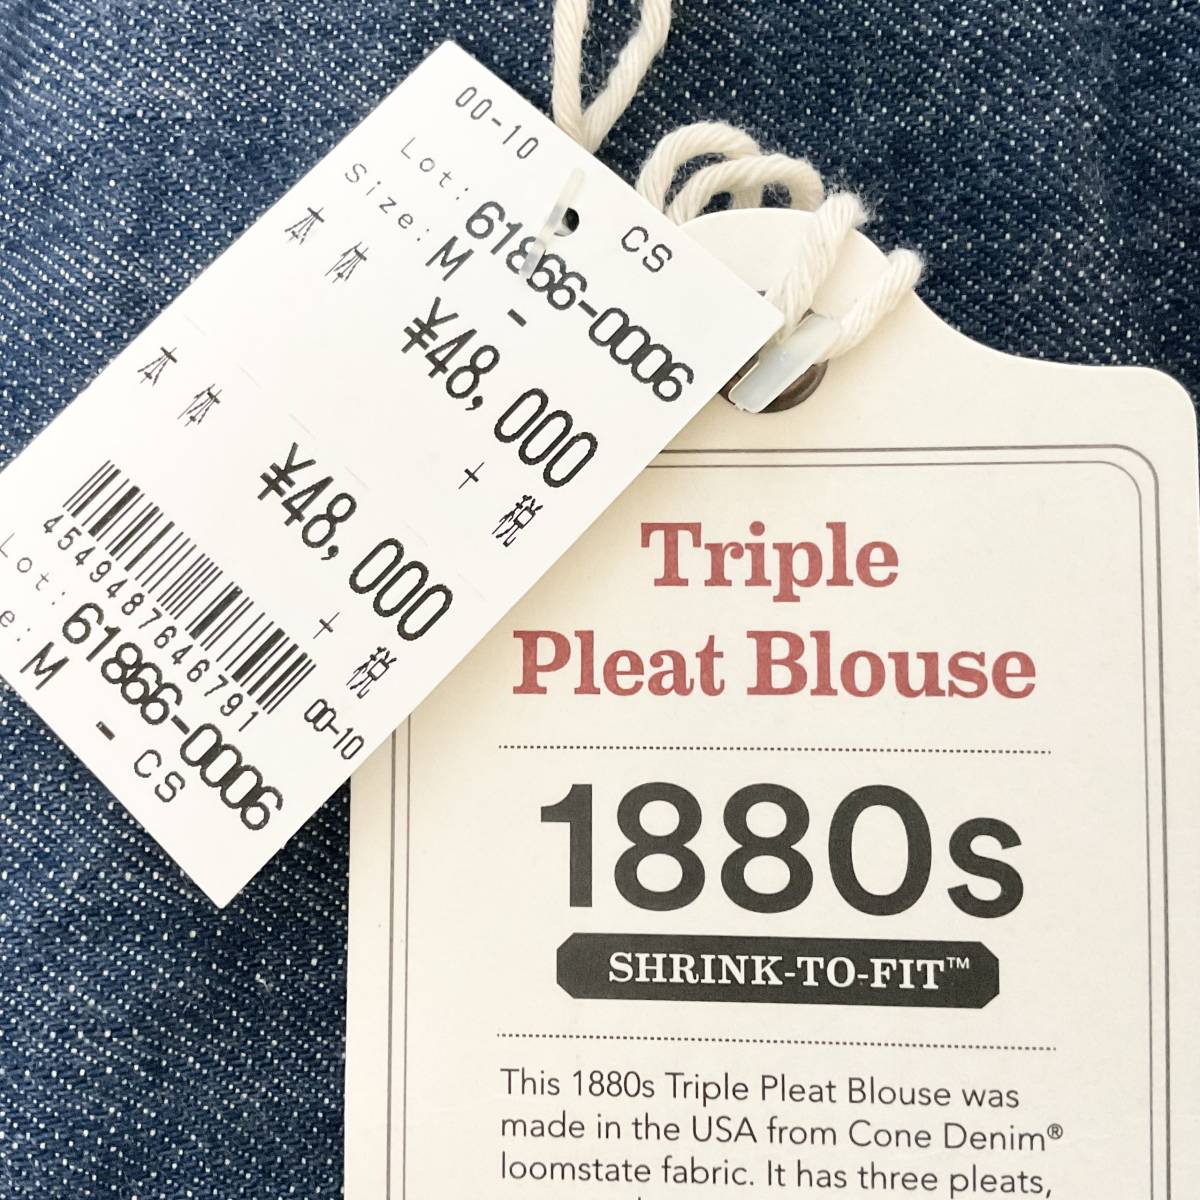 00-10
Lot: 61866-0006
Size: M - CS
本体 ¥48,000
+税
本体 ¥48,000
+税
4549487646791
00-10
Lot: 61866-0006
e: M - CS
Triple
Pleat Blouse
1880s
SHRINK-TO-FIT™
This 1880s Triple Pleat Blouse was
made in the USA from Cone Denim®
loomstate fabric. It has three pleats,